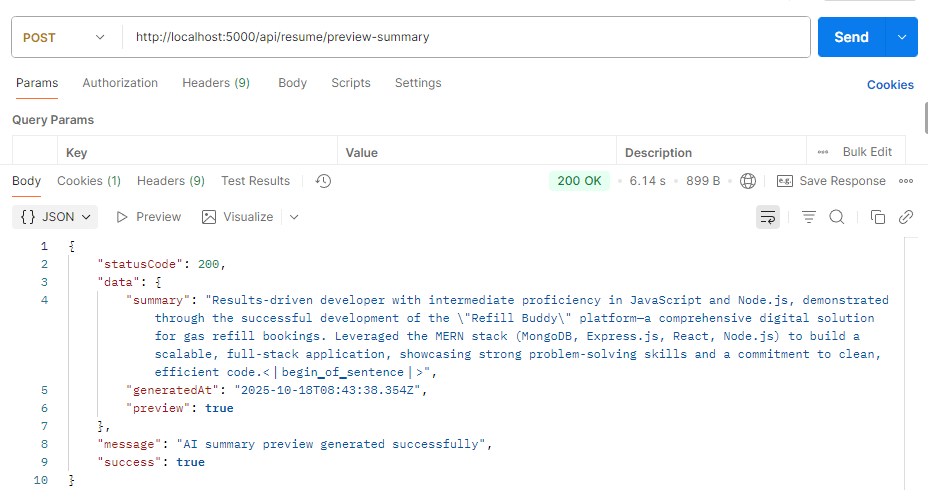 POST http://localhost:5000/api/resume/preview-summary Send
Params Authorization Headers (9) Body Scripts Settings Cookies
Query Params
Key Value Description Bulk Edit
Body Cookies (1) Headers (9) Test Results 200 OK 6.14 s 899 B e.g. Save Response
{} JSON Preview Visualize
1 {
2 "statusCode": 200,
3 "data": {
4 "summary": "Results-driven developer with intermediate proficiency in JavaScript and Node.js, demonstrated
through the successful development of the \"Refill Buddy\" platform—a comprehensive digital solution
for gas refill bookings. Leveraged the MERN stack (MongoDB, Express.js, React, Node.js) to build a
scalable, full-stack application, showcasing strong problem-solving skills and a commitment to clean,
efficient code.<|begin_of_sentence|>",
5 "generatedAt": "2025-10-18T08:43:38.354Z",
6 "preview": true
7 },
8 "message": "AI summary preview generated successfully",
9 "success": true
10 }